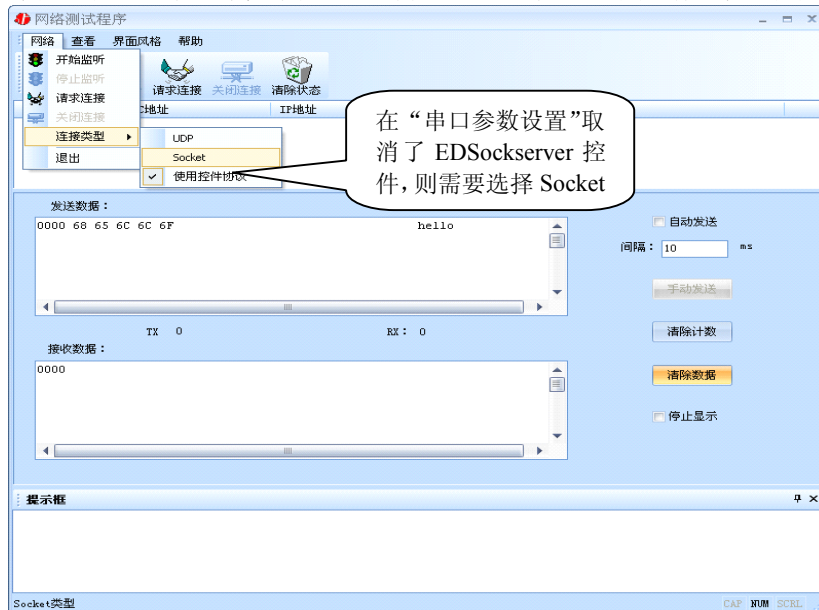 网络测试程序
网络 查看 界面风格 帮助
开始监听
停止监听
请求连接
关闭连接
连接类型
退出
请求连接 关闭连接 清除状态
C地址 IP地址
UDP
Socket
使用控件协议
在“串口参数设置”取
消了 EDSockserver 控
件，则需要选择 Socket
发送数据：
0000 68 65 6C 6C 6F hello
自动发送
间隔： 10 ms
手动发送
TX 0 RX： 0
清除计数
接收数据：
0000
清除数据
停止显示
提示框
Socket类型 CAP NUM SCRL